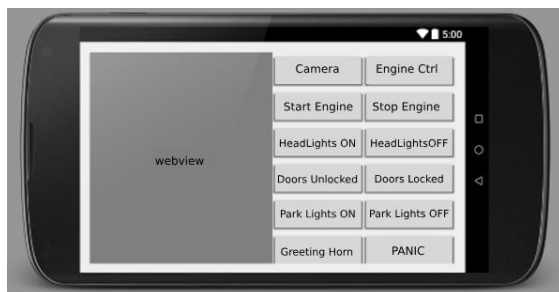 5:00
Camera Engine Ctrl
Start Engine Stop Engine
webview
HeadLights ON HeadLightsOFF
Doors Unlocked Doors Locked
Park Lights ON Park Lights OFF
Greeting Horn PANIC